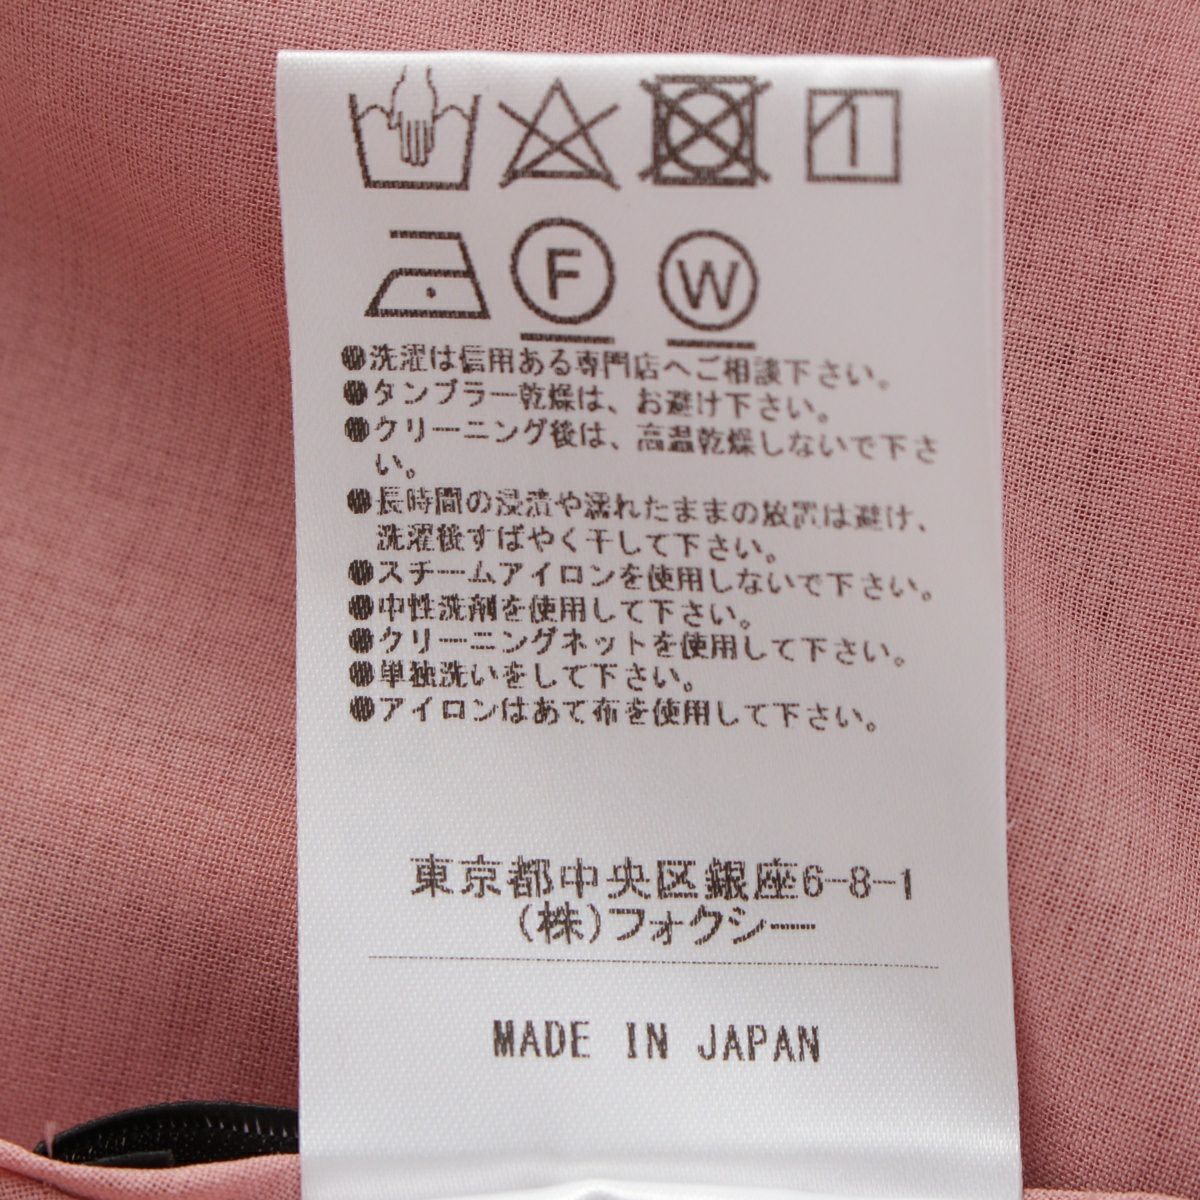 F W
●洗濯は信用ある専門店へご相談下さい。
●タンブラー乾燥は、お避け下さい。
●クリーニング後は、高温乾燥しないで下さ
い。
●長時間の浸漬や濡れたままの放置は避け、
洗濯後すばやく干して下さい。
●スチームアイロンを使用しないで下さい。
●中性洗剤を使用して下さい。
●クリーニングネットを使用して下さい。
●単独洗いをして下さい。
●アイロンはあて布を使用して下さい。
東京都中央区銀座6-8-1
(株)フォクシー
MADE IN JAPAN